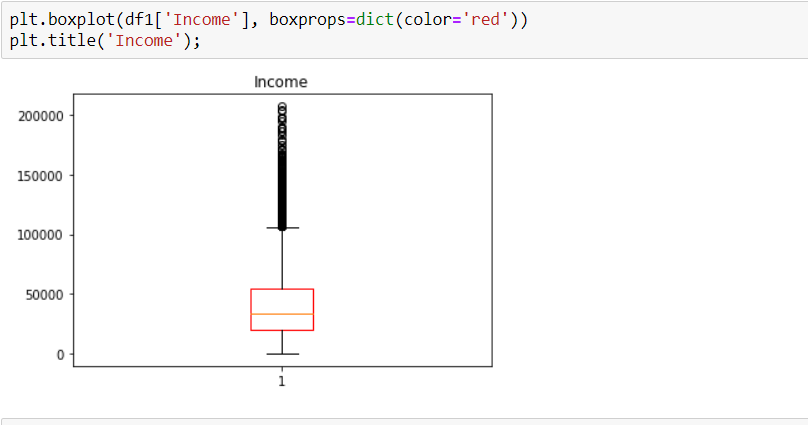 plt.boxplot(df1['Income'], boxprops=dict(color='red'))
plt.title('Income');
Income
200000
150000
100000
50000
0
1